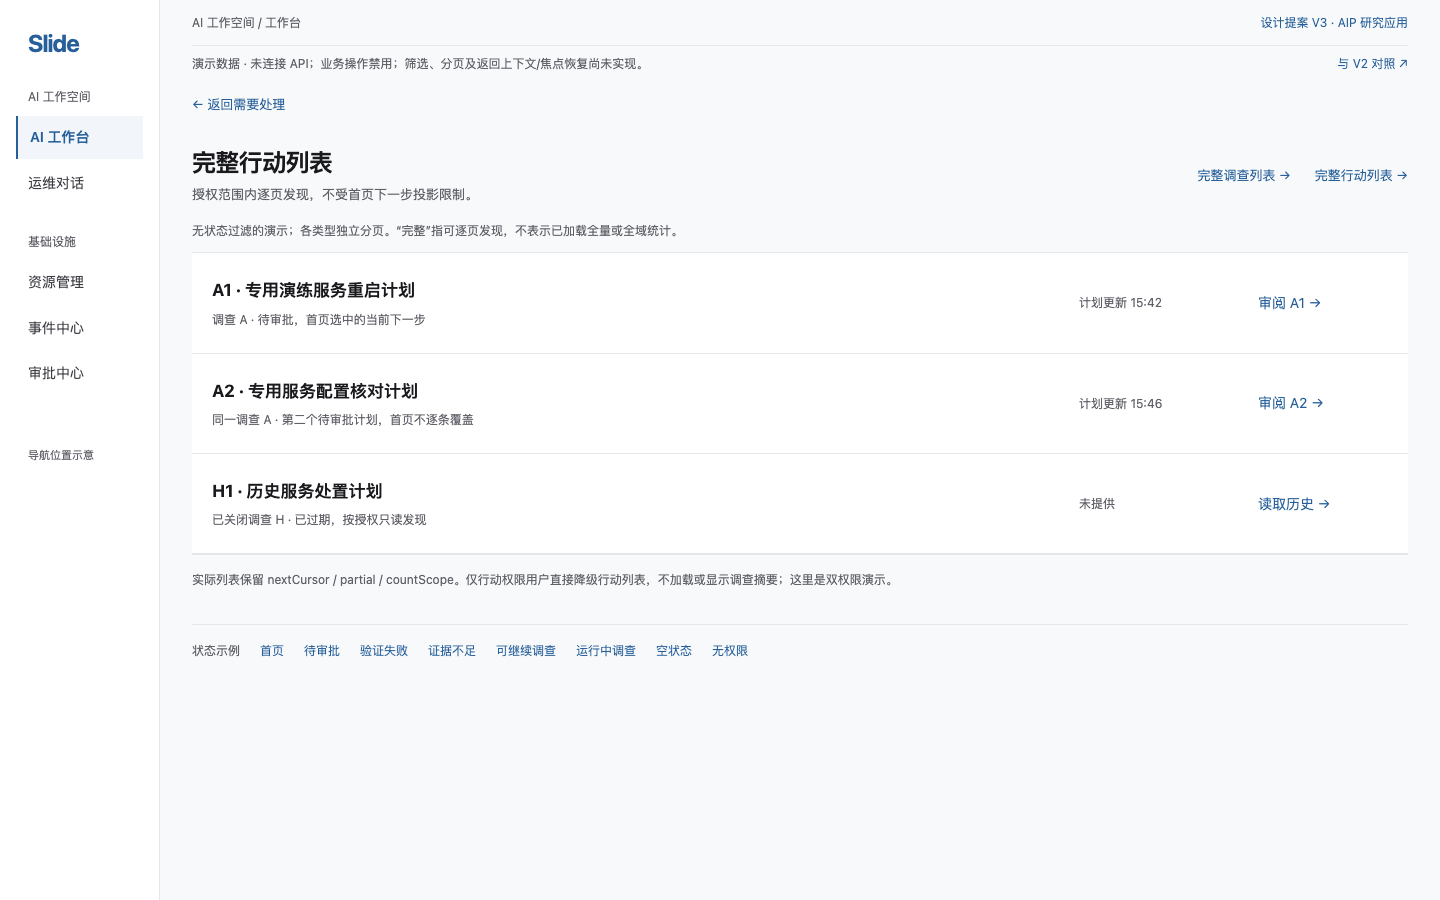 Slide
AI 工作空间
AI 工作台
运维对话
基础设施
资源管理
事件中心
审批中心
导航位置示意
AI 工作空间 / 工作台
设计提案 V3 · AIP 研究应用
演示数据 · 未连接 API；业务操作禁用；筛选、分页及返回上下文/焦点恢复尚未实现。
与 V2 对照 ↗
← 返回需要处理
完整行动列表
授权范围内逐页发现，不受首页下一步投影限制。
完整调查列表 →
完整行动列表 →
无状态过滤的演示；各类型独立分页。“完整”指可逐页发现，不表示已加载全量或全域统计。
A1 · 专用演练服务重启计划
调查 A · 待审批，首页选中的当前下一步
计划更新 15:42
审阅 A1 →
A2 · 专用服务配置核对计划
同一调查 A · 第二个待审批计划，首页不逐条覆盖
计划更新 15:46
审阅 A2 →
H1 · 历史服务处置计划
已关闭调查 H · 已过期，按授权只读发现
未提供
读取历史 →
实际列表保留 nextCursor / partial / countScope。仅行动权限用户直接降级行动列表，不加载或显示调查摘要；这里是双权限演示。
状态示例 首页 待审批 验证失败 证据不足 可继续调查 运行中调查 空状态 无权限